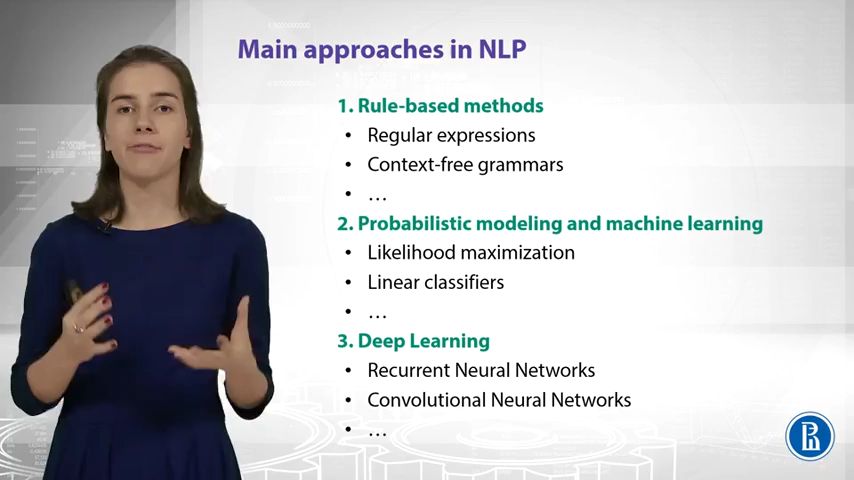 Main approaches in NLP
1. Rule-based methods
• Regular expressions
• Context-free grammars
• …
2. Probabilistic modeling and machine learning
• Likelihood maximization
• Linear classifiers
• …
3. Deep Learning
• Recurrent Neural Networks
• Convolutional Neural Networks
• …